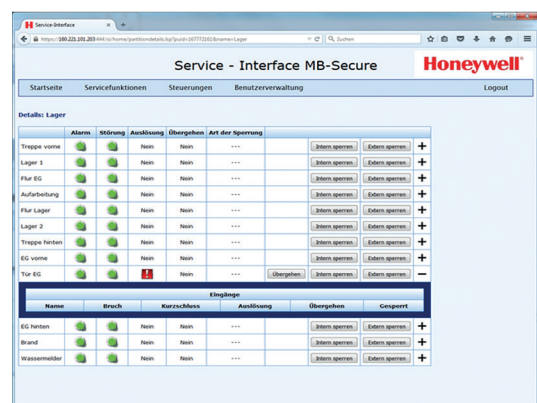 Service-Interface
https://160.221.101.203:444/io/home/partitiondetails.lsp?puid=167772161&name=Lager
Suchen
Service - Interface MB-Secure
Honeywell
Startseite Servicefunktionen Steuerungen Benutzerverwaltung Logout
Details: Lager
Alarm Störung Auslösung Übergehen Art der Sperrung
Treppe vorne Nein Nein --- Intern sperren Extern sperren +
Lager 1 Nein Nein --- Intern sperren Extern sperren +
Flur EG Nein Nein --- Intern sperren Extern sperren +
Aufarbeitung Nein Nein --- Intern sperren Extern sperren +
Flur Lager Nein Nein --- Intern sperren Extern sperren +
Lager 2 Nein Nein --- Intern sperren Extern sperren +
Treppe hinten Nein Nein --- Intern sperren Extern sperren +
EG vorne Nein Nein --- Intern sperren Extern sperren +
Tür EG ! Nein --- Übergehen Intern sperren Extern sperren −
Eingänge
Name Bruch Kurzschluss Auslösung Übergehen Gesperrt
EG hinten Nein Nein --- Intern sperren Extern sperren +
Brand Nein Nein --- Intern sperren Extern sperren +
Wassermelder Nein Nein --- Intern sperren Extern sperren +